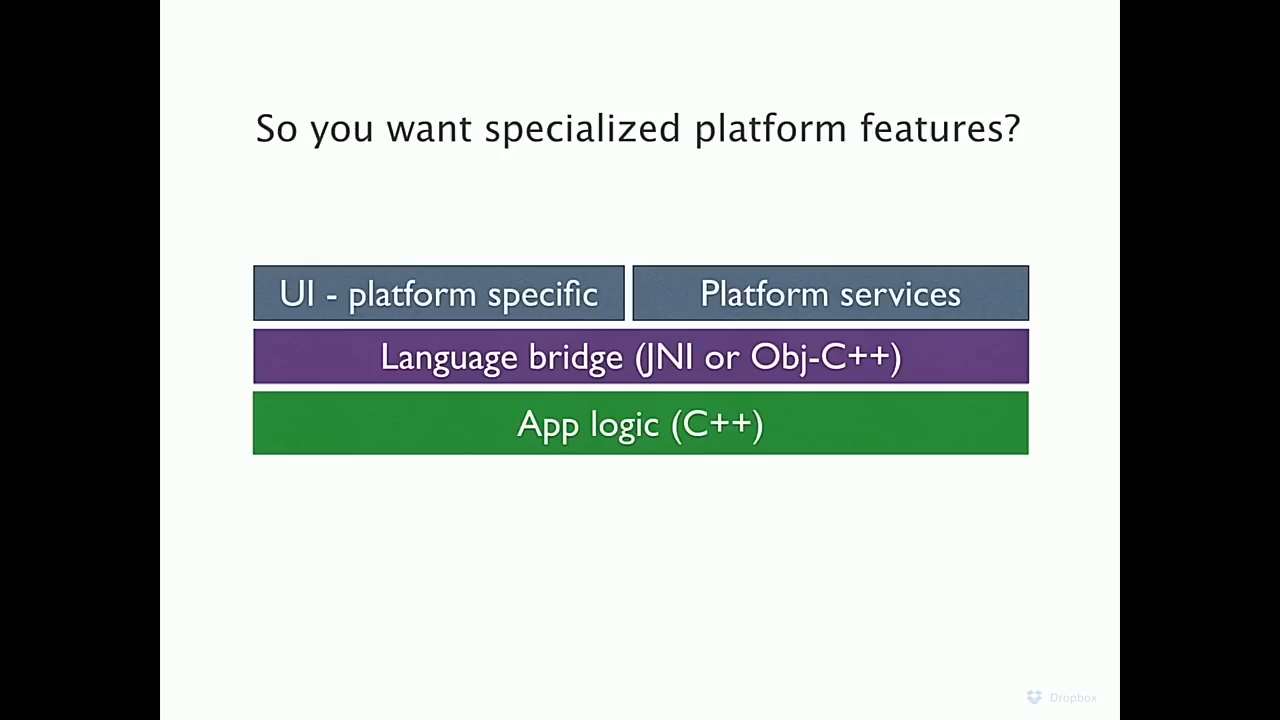 So you want specialized platform features?
UI - platform specific
Platform services
Language bridge (JNI or Obj-C++)
App logic (C++)
Dropbox